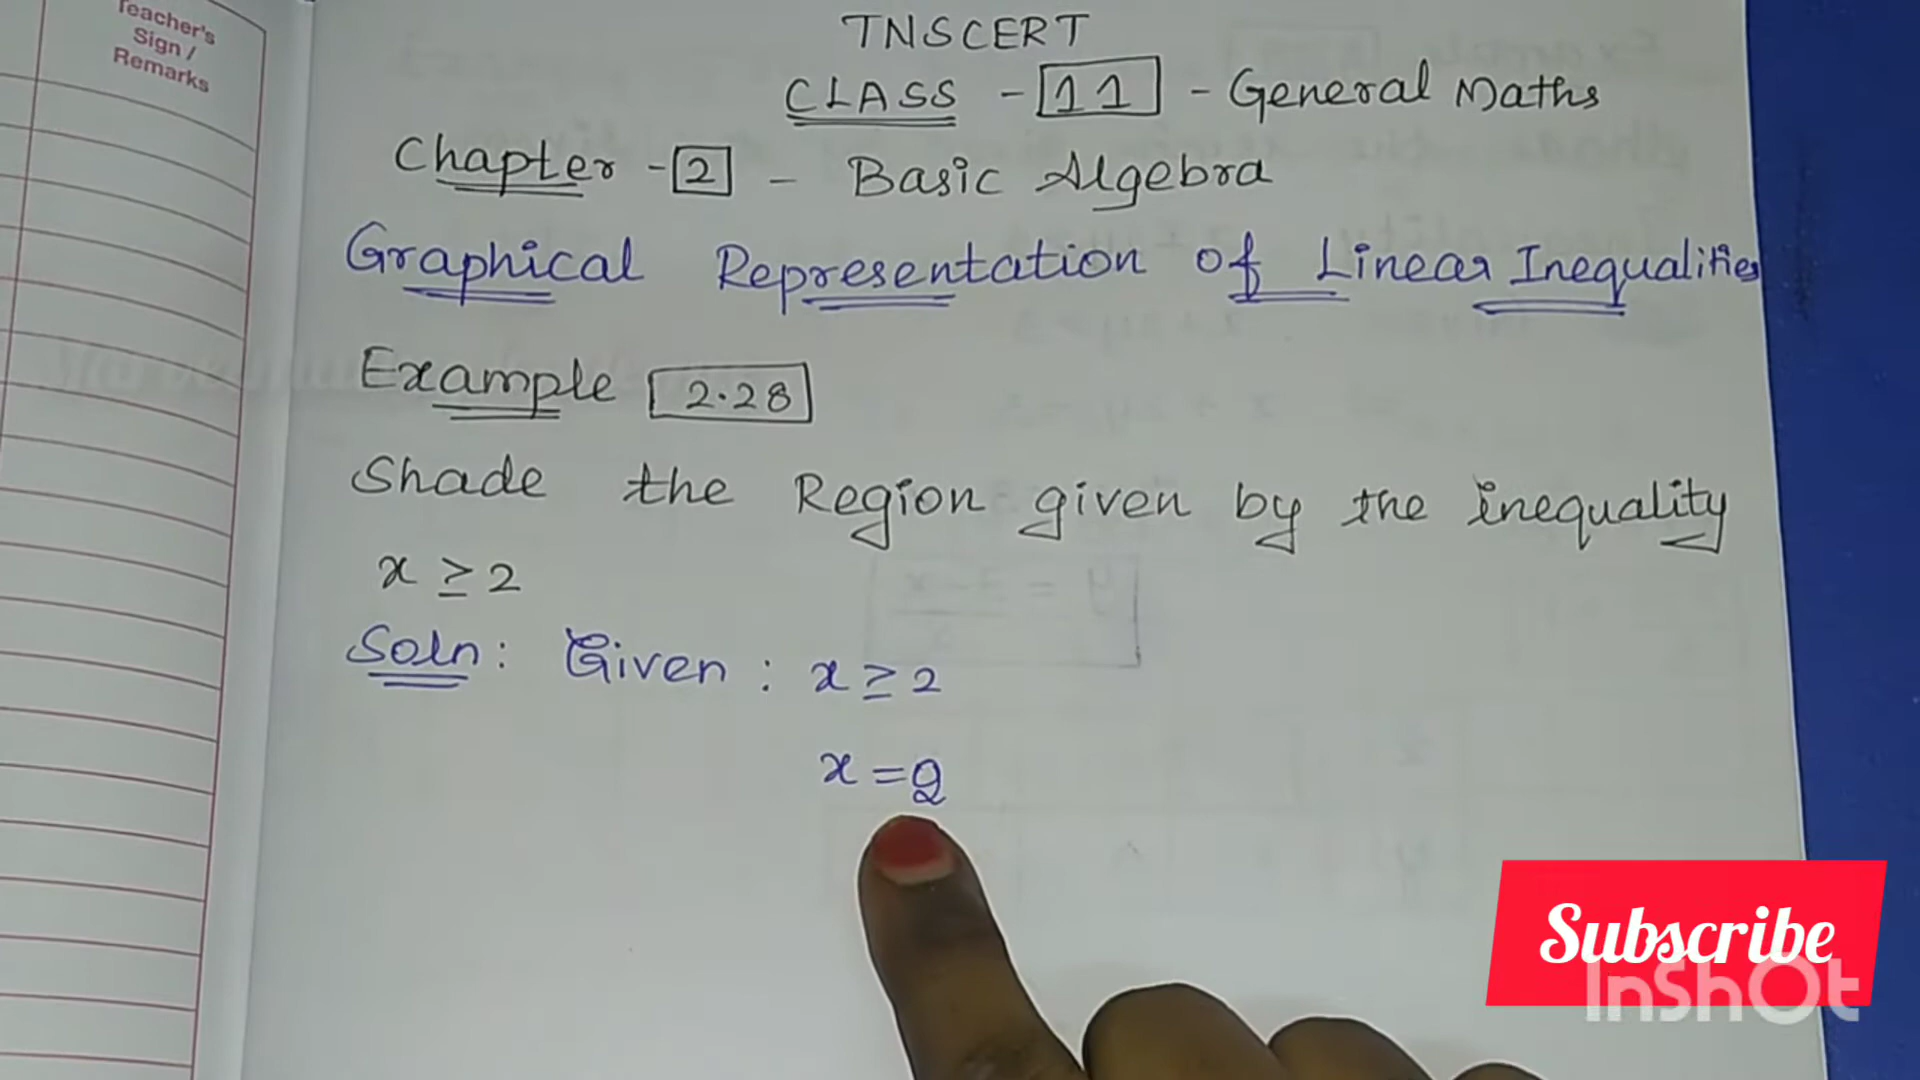 Teacher's
Sign /
Remarks
TNSCERT
CLASS - 11 - General Maths
Chapter - 2 - Basic Algebra
Graphical Representation of Linear Inequalities
Example 2.28
Shade the Region given by the inequality
x ≥ 2
Soln: Given: x ≥ 2
x = 2
Subscribe
InShOt